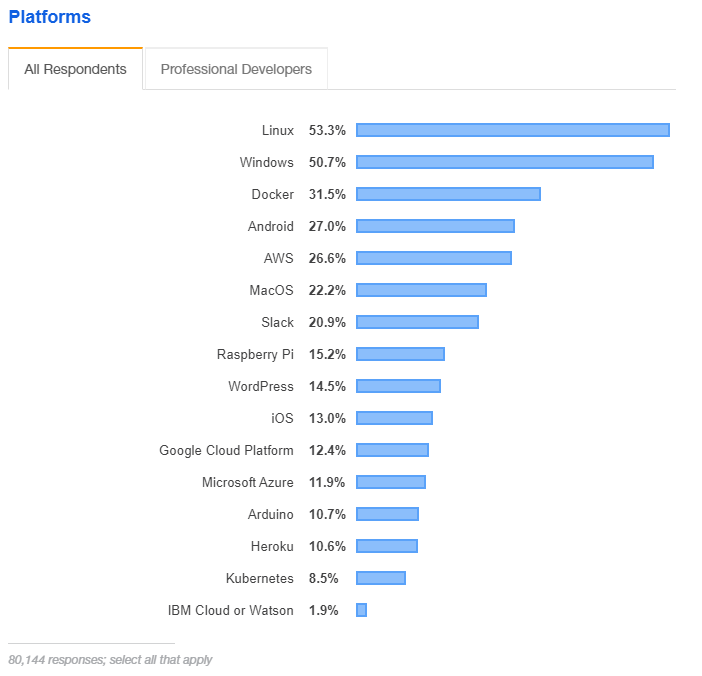 Platforms
All Respondents Professional Developers
Linux 53.3%
Windows 50.7%
Docker 31.5%
Android 27.0%
AWS 26.6%
MacOS 22.2%
Slack 20.9%
Raspberry Pi 15.2%
WordPress 14.5%
iOS 13.0%
Google Cloud Platform 12.4%
Microsoft Azure 11.9%
Arduino 10.7%
Heroku 10.6%
Kubernetes 8.5%
IBM Cloud or Watson 1.9%
80,144 responses; select all that apply